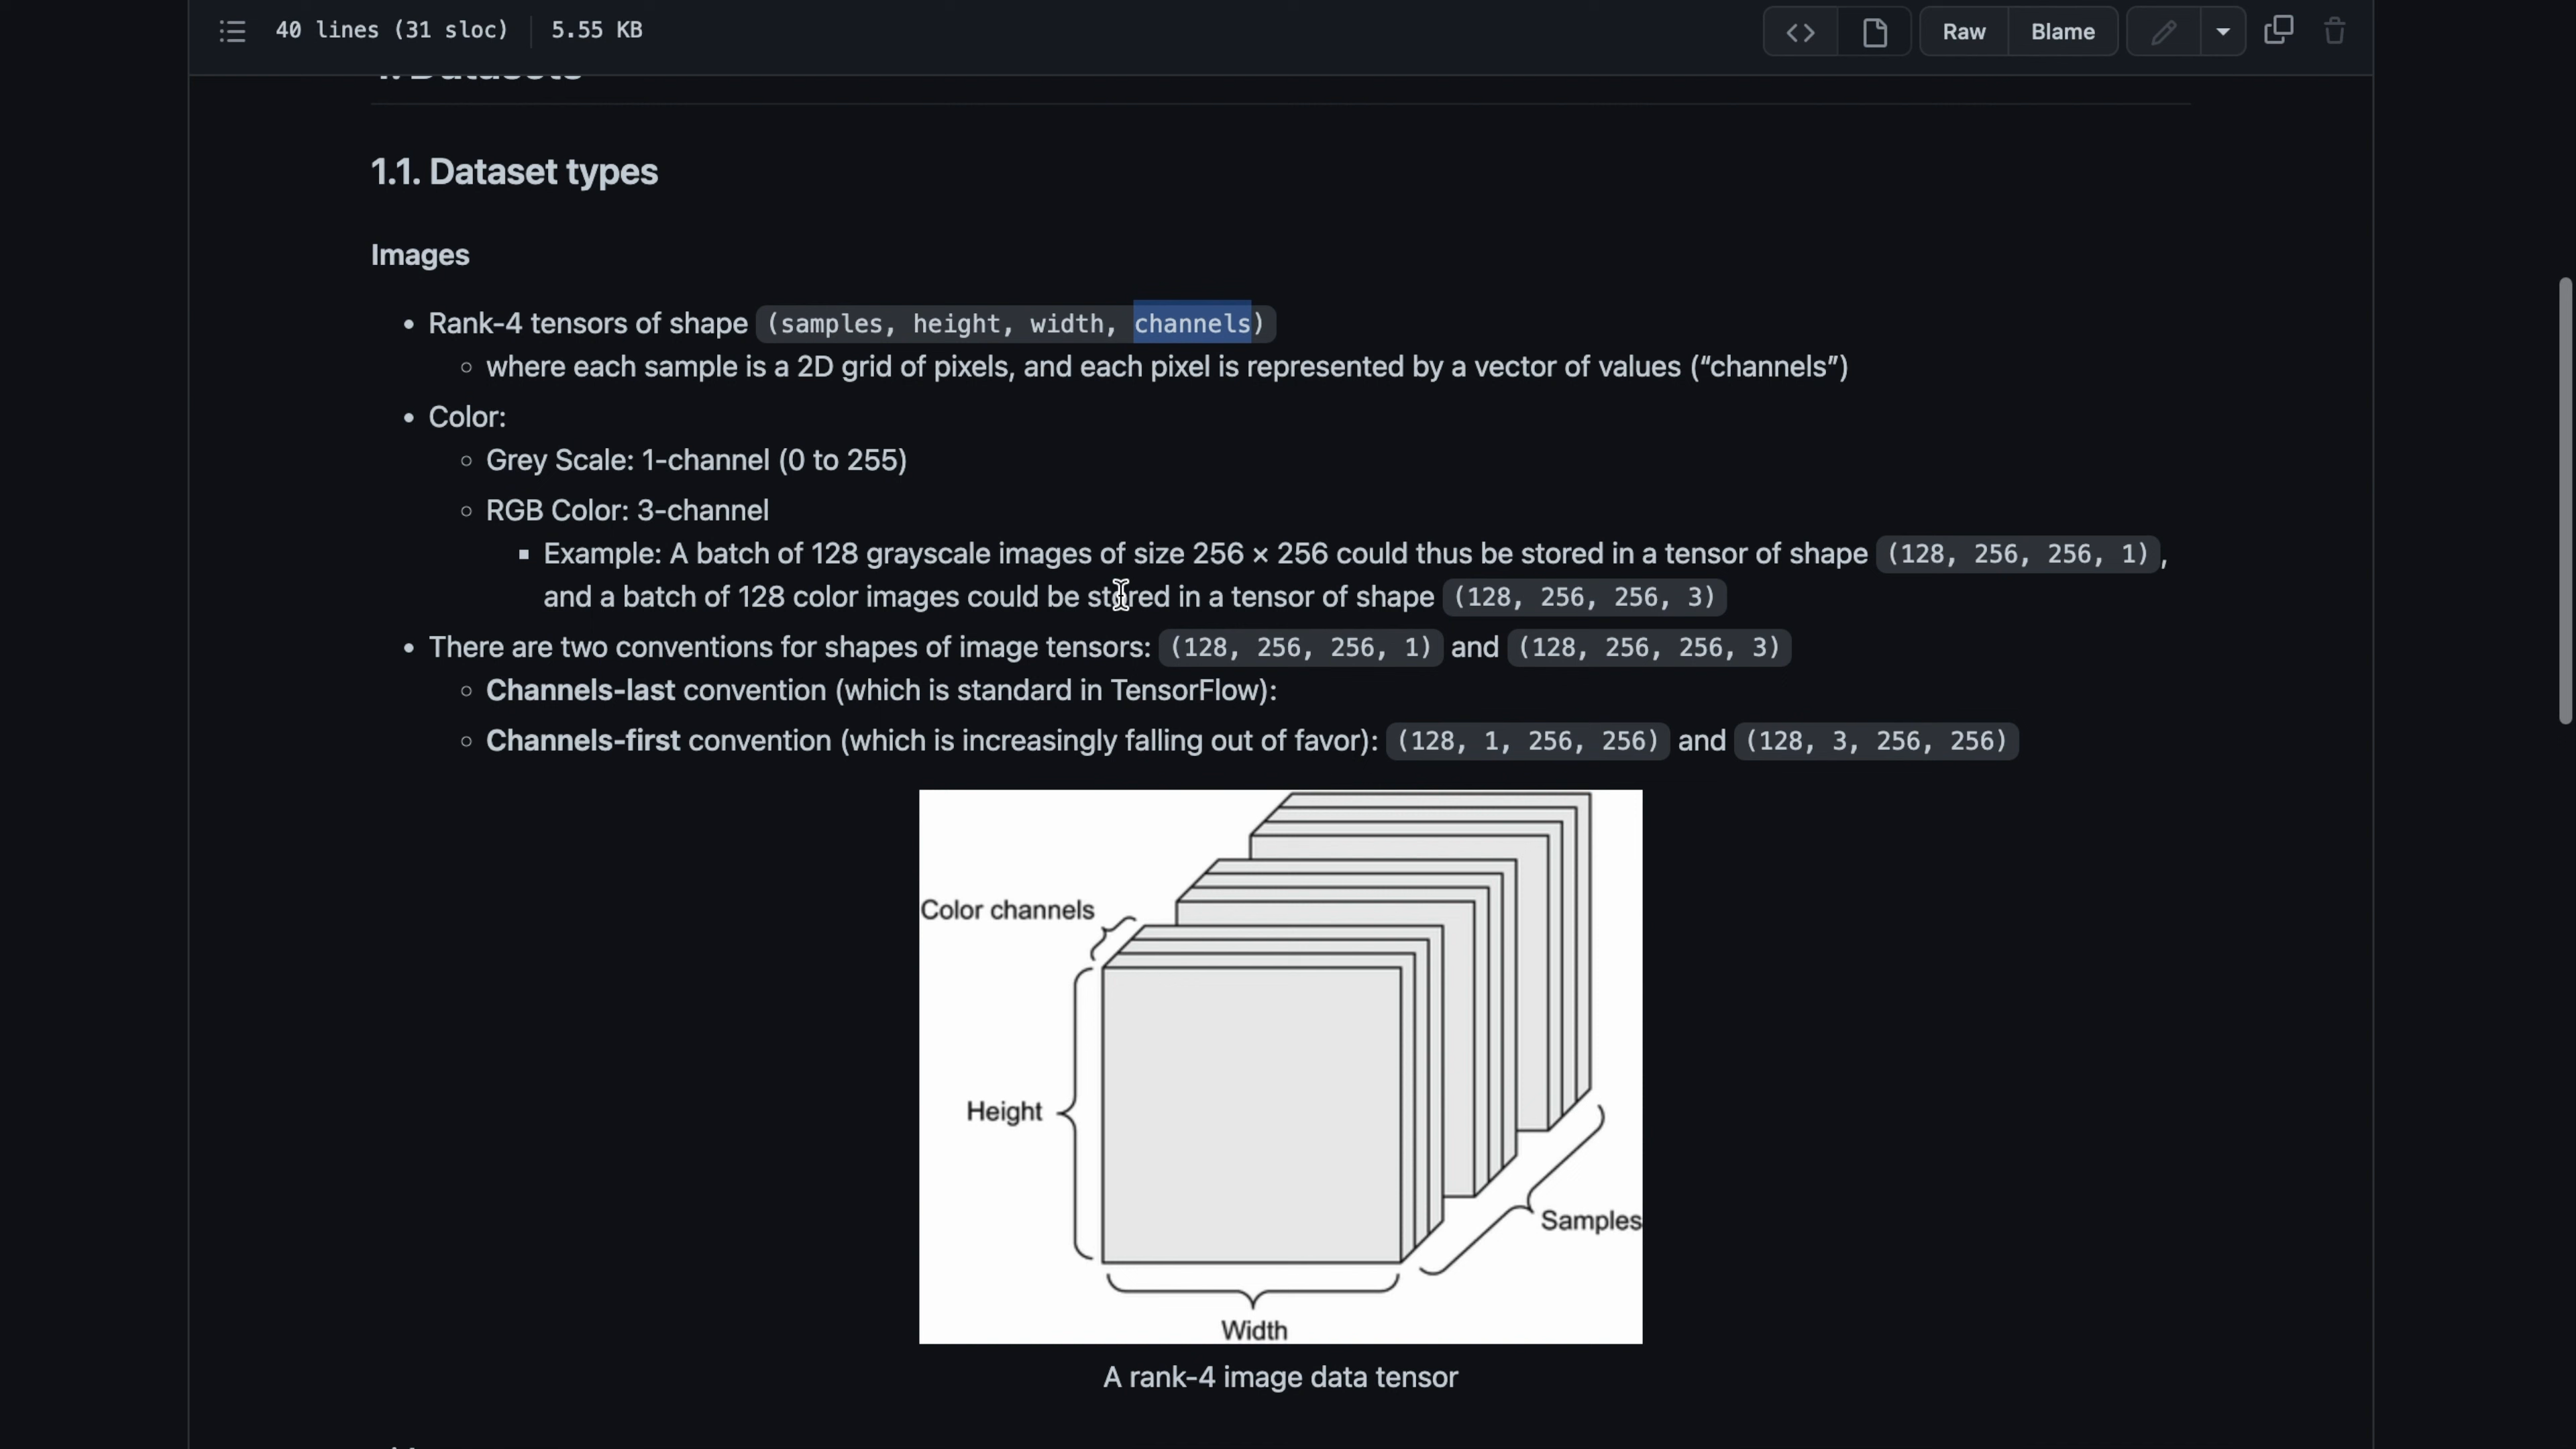 40 lines (31 sloc) 5.55 KB Raw Blame
1. Datasets
1.1. Dataset types
Images
• Rank-4 tensors of shape (samples, height, width, channels)
◦ where each sample is a 2D grid of pixels, and each pixel is represented by a vector of values (“channels”)
• Color:
◦ Grey Scale: 1-channel (0 to 255)
◦ RGB Color: 3-channel
▪ Example: A batch of 128 grayscale images of size 256 × 256 could thus be stored in a tensor of shape (128, 256, 256, 1),
and a batch of 128 color images could be stored in a tensor of shape (128, 256, 256, 3)
• There are two conventions for shapes of image tensors: (128, 256, 256, 1) and (128, 256, 256, 3)
◦ Channels-last convention (which is standard in TensorFlow):
◦ Channels-first convention (which is increasingly falling out of favor): (128, 1, 256, 256) and (128, 3, 256, 256)
Color channels
Height
Samples
Width
A rank-4 image data tensor